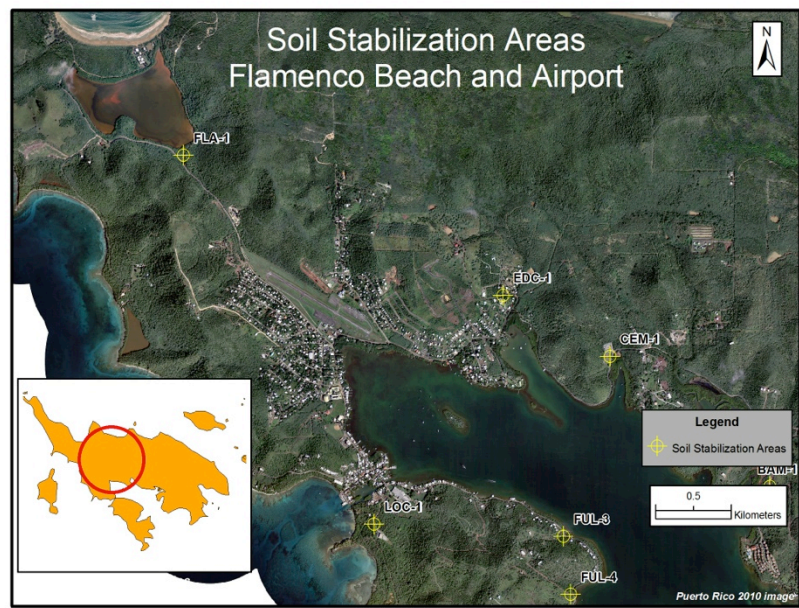 Soil Stabilization Areas
Flamenco Beach and Airport
N
FLA-1
EDC-1
CEM-1
Legend
Soil Stabilization Areas
BAM-1
0.5
Kilometers
LOC-1
FUL-3
FUL-4
Puerto Rico 2010 image